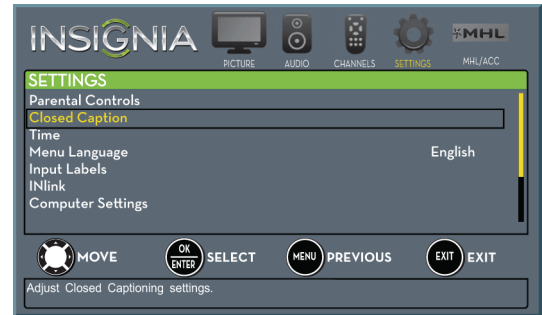 INSIGNIA
PICTURE AUDIO CHANNELS SETTINGS MHL/ACC
MHL
SETTINGS
Parental Controls
Closed Caption
Time
Menu Language English
Input Labels
INlink
Computer Settings
MOVE OK ENTER SELECT MENU PREVIOUS EXIT EXIT
Adjust Closed Captioning settings.